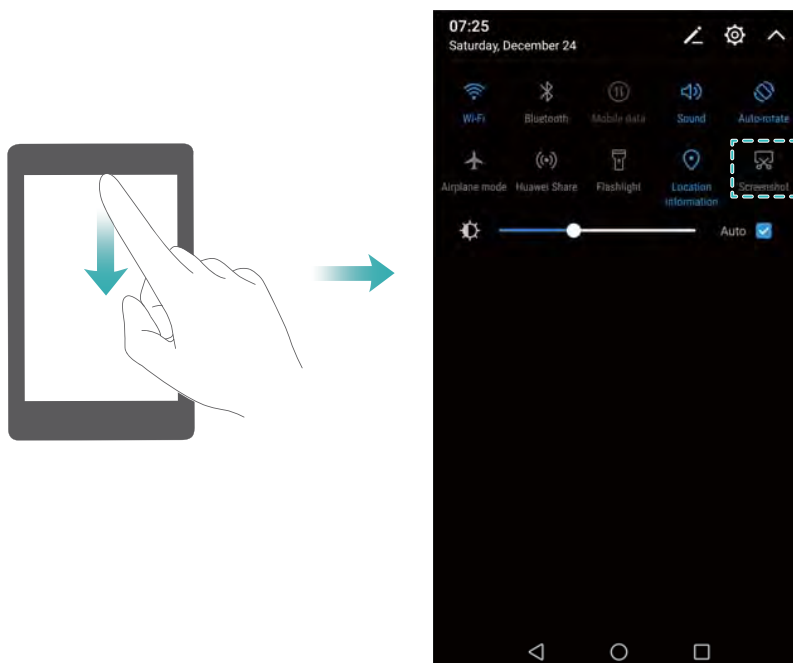 07:25
Saturday, December 24
Wi-Fi Bluetooth Mobile data Sound Auto-rotate
Airplane mode Huawei Share Flashlight Location information Screenshot
Auto